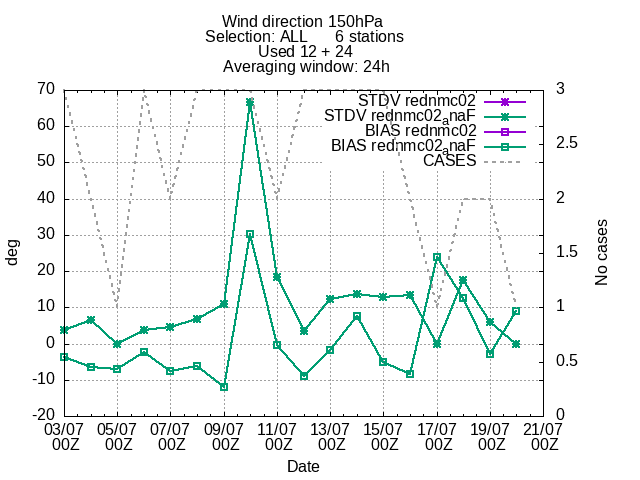 Wind direction 150hPa
Selection: ALL      6 stations
Used 12 + 24
Averaging window: 24h
STDV rednmc02
STDV rednmc02_anaF
BIAS rednmc02
BIAS rednmc02_anaF
CASES
70
60
50
40
30
20
10
0
-10
-20
deg
3
2.5
2
1.5
1
0.5
0
No cases
03/07 05/07 07/07 09/07 11/07 13/07 15/07 17/07 19/07 21/07
00Z 00Z 00Z 00Z 00Z 00Z 00Z 00Z 00Z 00Z
Date